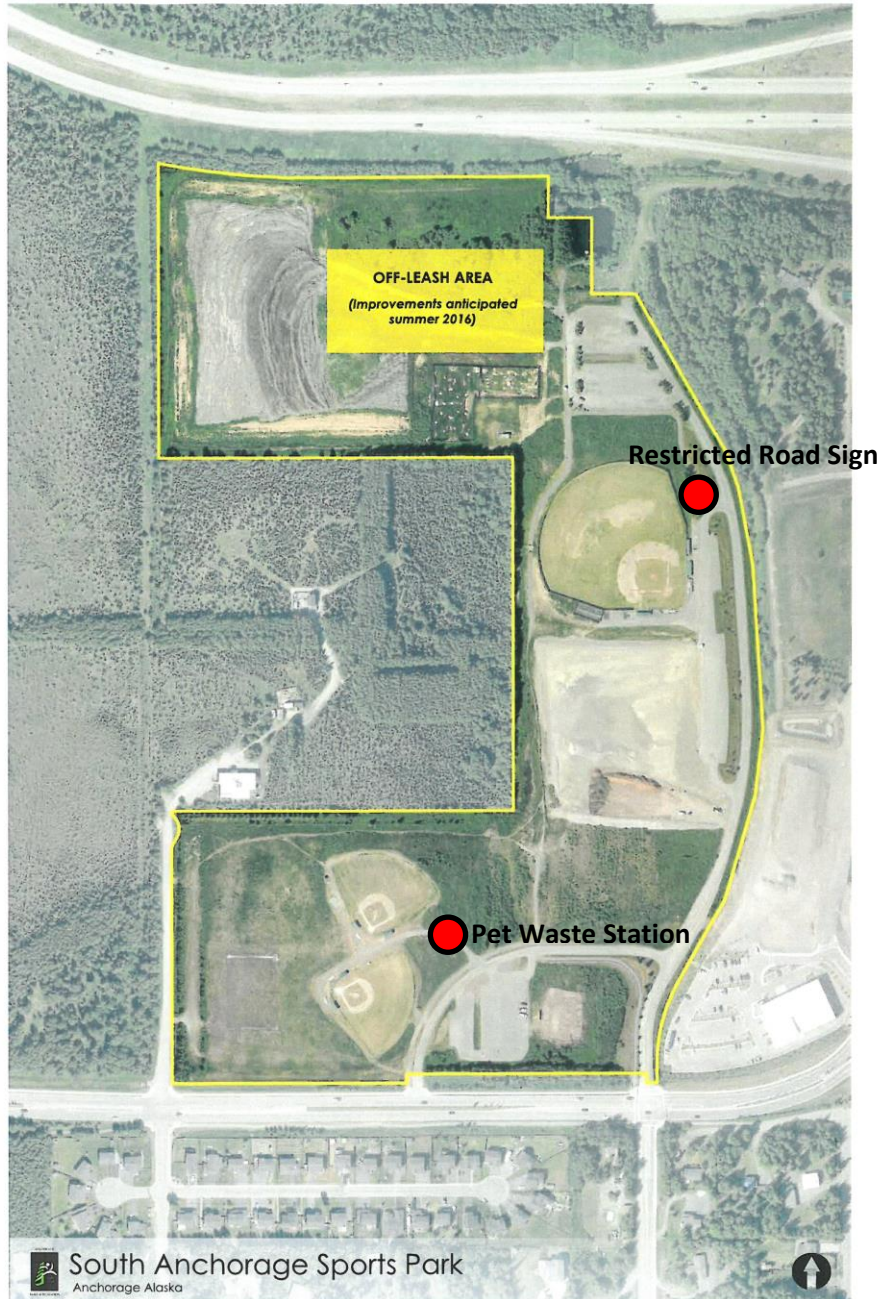 OFF-LEASH AREA
(Improvements anticipated
summer 2016)
Restricted Road Sign
Pet Waste Station
South Anchorage Sports Park
Anchorage Alaska